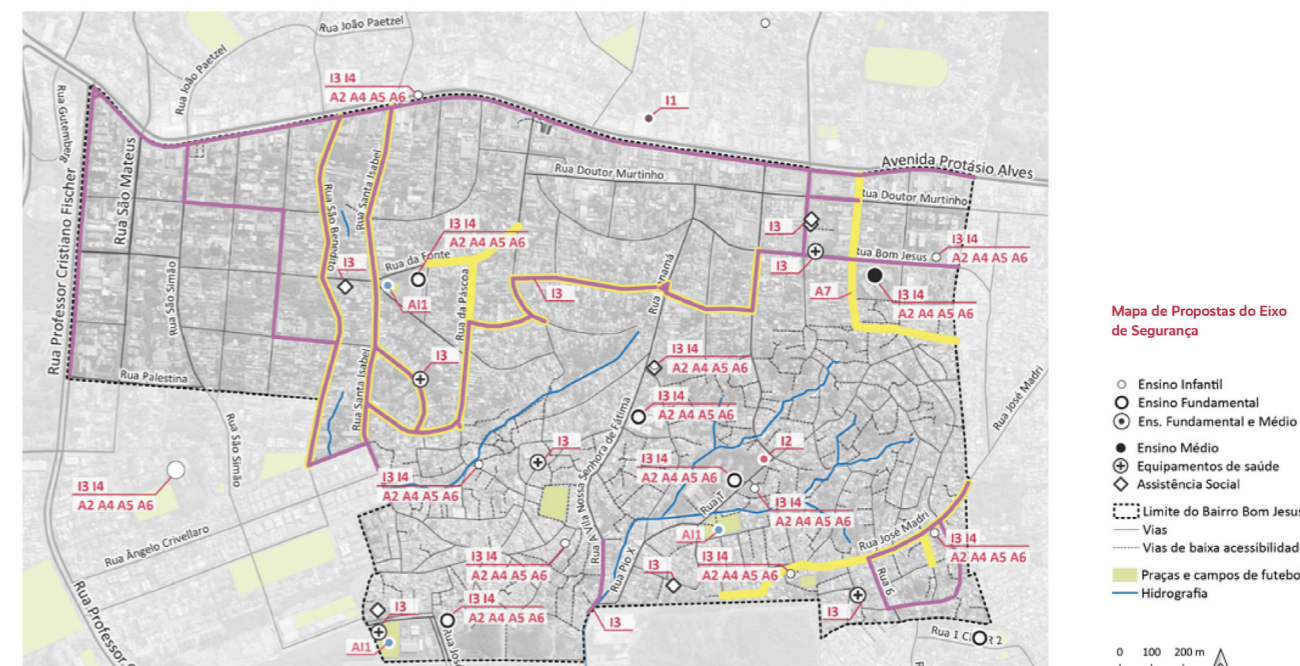 Rua João Paetzel
Rua João Paetzel
Rua Gutemberg
I3 I4
A2 A4 A5 A6
I1
Avenida Protásio Alves
Rua Professor Cristiano Fischer
Rua São Mateus
Rua Santa Isabel
Rua São Benedito
Rua Doutor Murtinho
Rua Doutor Murtinho
I3 I4
A2 A4 A5 A6
I3
I3
Rua da Fonte
I3
AI1
Rua São Simão
Rua da Páscoa
I3
Rua Bom Jesus
I3 I4
A2 A4 A5 A6
A7
I3 I4
A2 A4 A5 A6
Rua Palestina
Rua Santa Isabel
I3
I3 I4
A2 A4 A5 A6
I3 I4
A2 A4 A5 A6
Rua José Madri
Rua São Simão
I3 I4
A2 A4 A5 A6
I3 I4
A2 A4 A5 A6
I3
Rua A Vila Nossa Senhora de Fátima
I3 I4
A2 A4 A5 A6
I2
Rua T
I3 I4
A2 A4 A5 A6
AI1
Rua José Madri
Rua Ângelo Crivellaro
I3 I4
A2 A4 A5 A6
Rua Pio X
I3
I3 I4
A2 A4 A5 A6
I3 I4
A2 A4 A5 A6
Rua 6
I3
I3 I4
A2 A4 A5 A6
I3
AI1
I3
Rua 1
Mapa de Propostas do Eixo
de Segurança
Ensino Infantil
Ensino Fundamental
Ens. Fundamental e Médio
Ensino Médio
Equipamentos de saúde
Assistência Social
Limite do Bairro Bom Jesus
Vias
Vias de baixa
Praças e campos de
Hidrografia
0 100 200 m